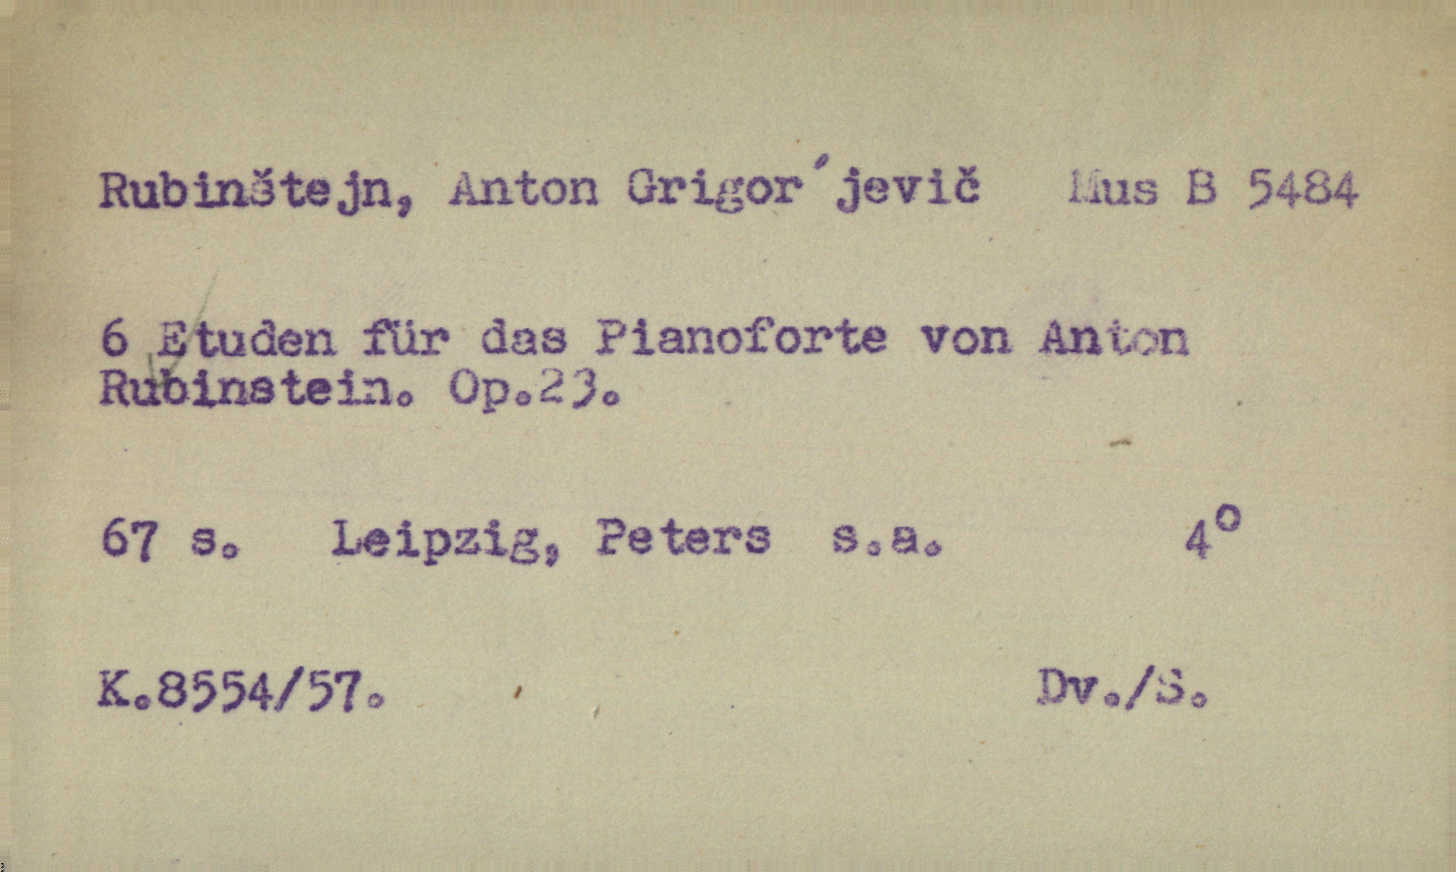 Rubinštejn, Anton Grigor´jevič Mus B 5484
6 Etuden für das Pianoforte von Anton
Rubinstein. Op.23.
67 s. Leipzig, Peters s.a. 4°
K.8554/57. Dv./S.